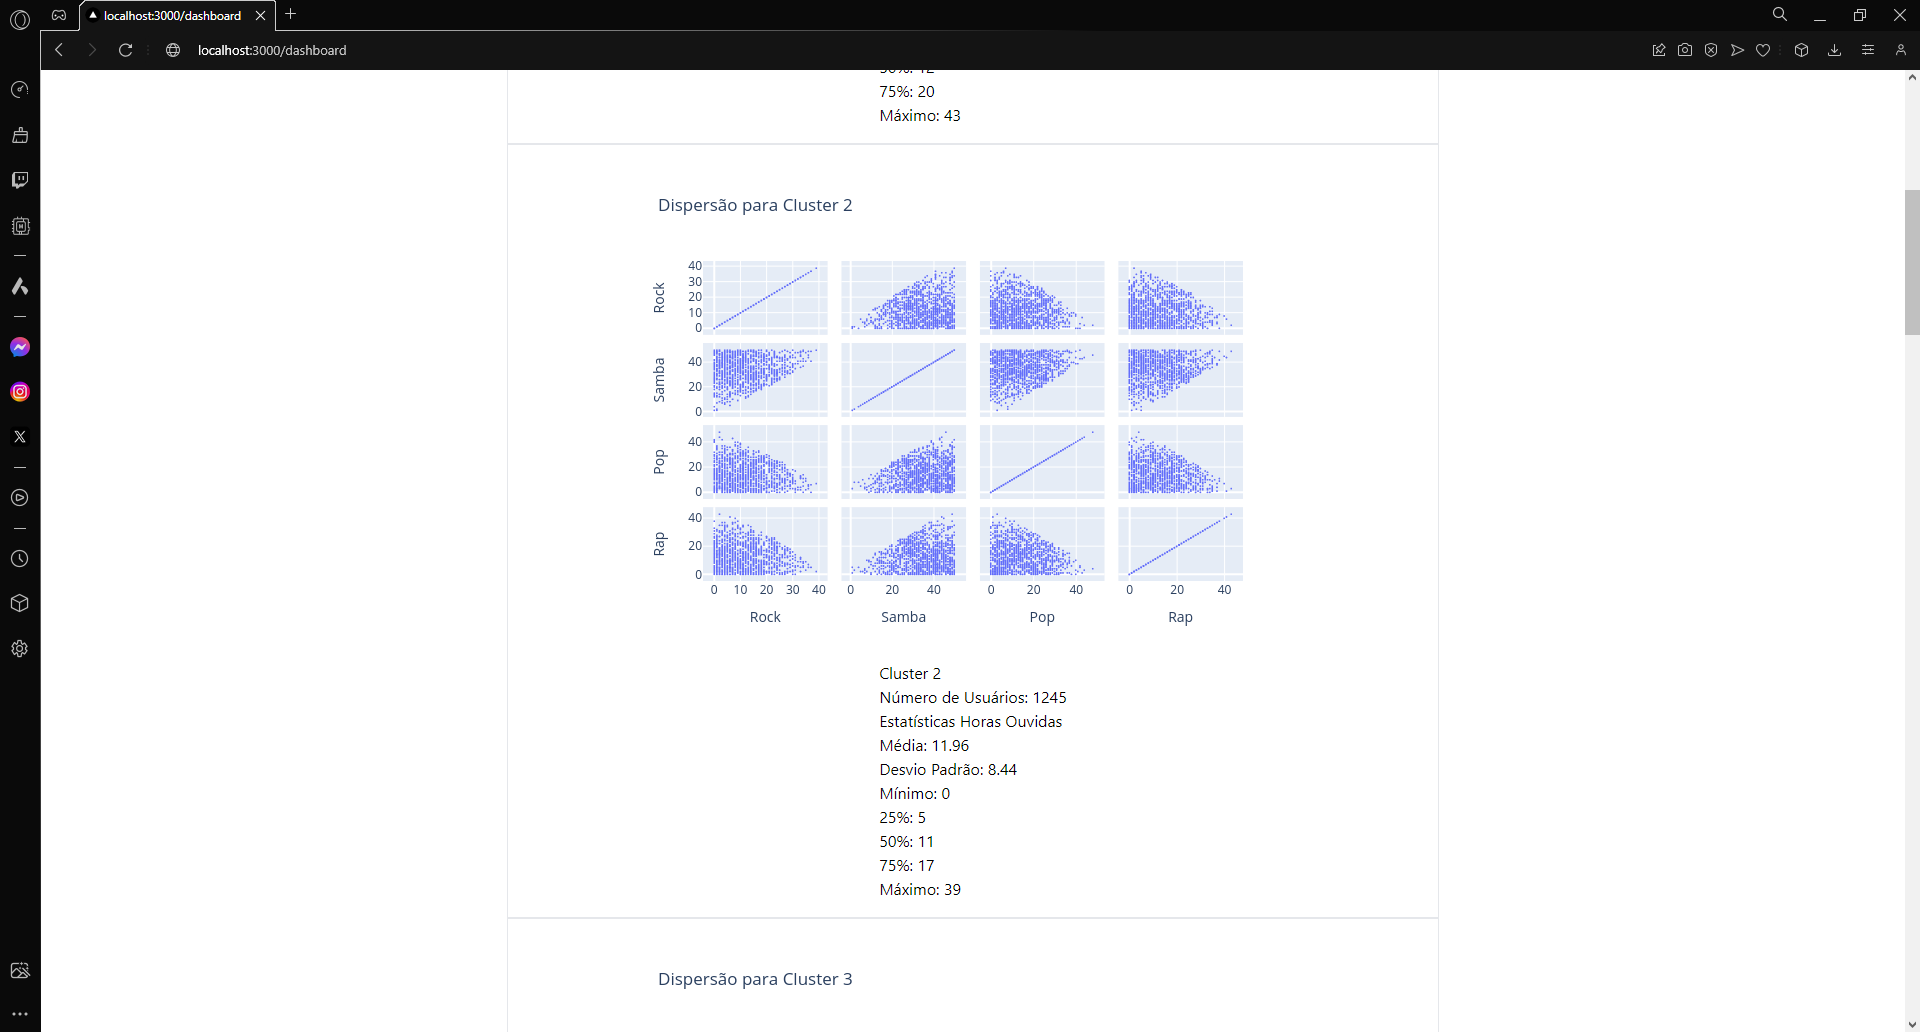 localhost:3000/dashboard
localhost:3000/dashboard
50%: 12
75%: 20
Máximo: 43
Dispersão para Cluster 2
Rock
40
30
20
10
0
Samba
40
20
0
Pop
40
20
0
Rap
40
20
0
0 10 20 30 40 0 20 40 0 20 40 0 20 40
Rock Samba Pop Rap
Cluster 2
Número de Usuários: 1245
Estatísticas Horas Ouvidas
Média: 11.96
Desvio Padrão: 8.44
Mínimo: 0
25%: 5
50%: 11
75%: 17
Máximo: 39
Dispersão para Cluster 3